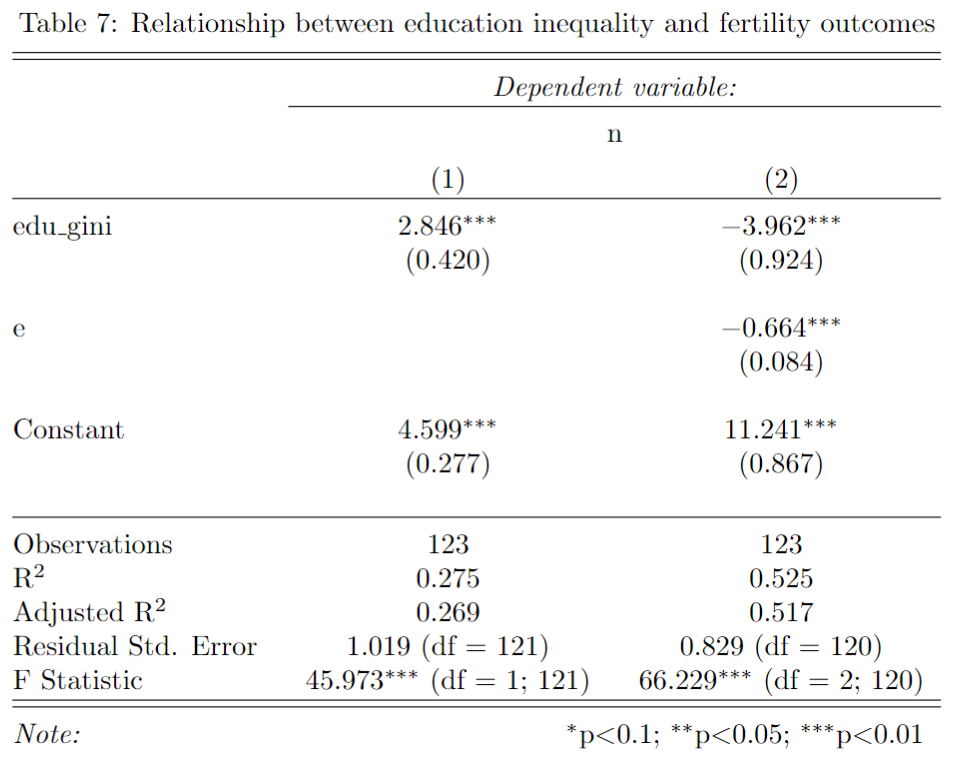 Table 7: Relationship between education inequality and fertility outcomes
Dependent variable:
n
(1) (2)
edu_gini 2.846*** −3.962***
(0.420) (0.924)
e −0.664***
(0.084)
Constant 4.599*** 11.241***
(0.277) (0.867)
Observations 123 123
R² 0.275 0.525
Adjusted R² 0.269 0.517
Residual Std. Error 1.019 (df = 121) 0.829 (df = 120)
F Statistic 45.973*** (df = 1; 121) 66.229*** (df = 2; 120)
Note: *p<0.1; **p<0.05; ***p<0.01